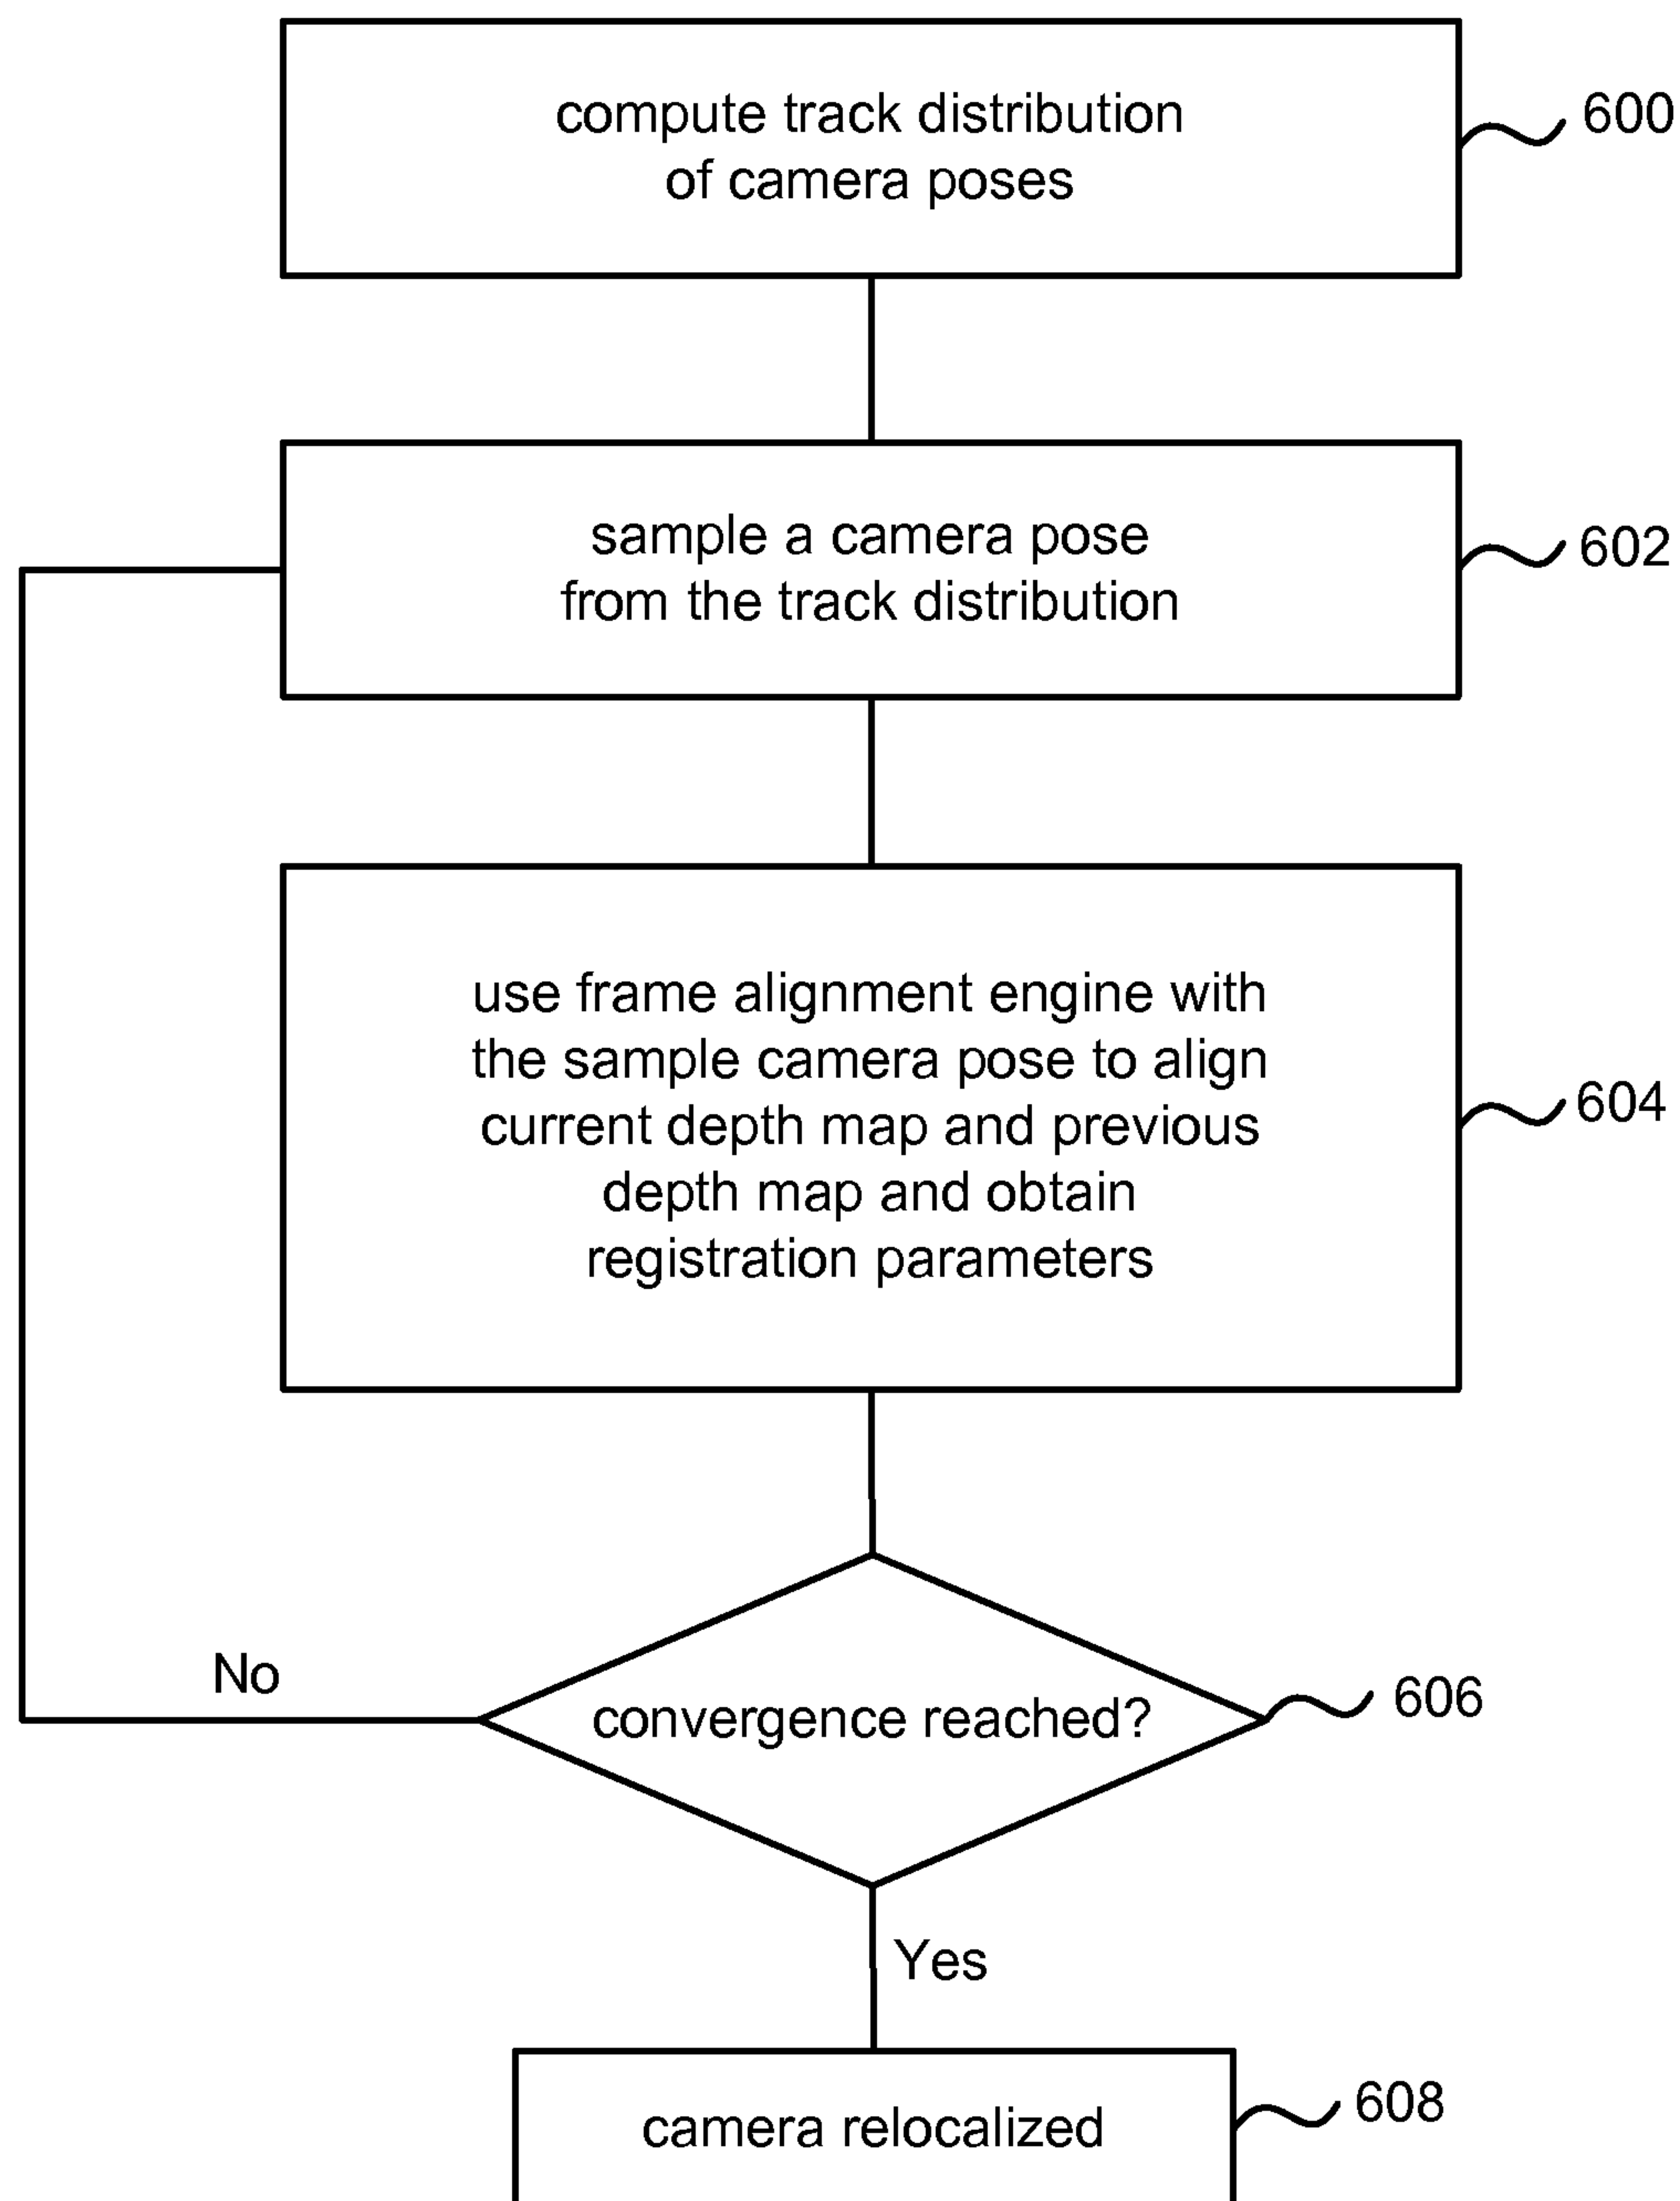 compute track distribution
of camera poses
600
sample a camera pose
from the track distribution
602
use frame alignment engine with
the sample camera pose to align
current depth map and previous
depth map and obtain
registration parameters
604
No
convergence reached?
606
Yes
camera relocalized
608